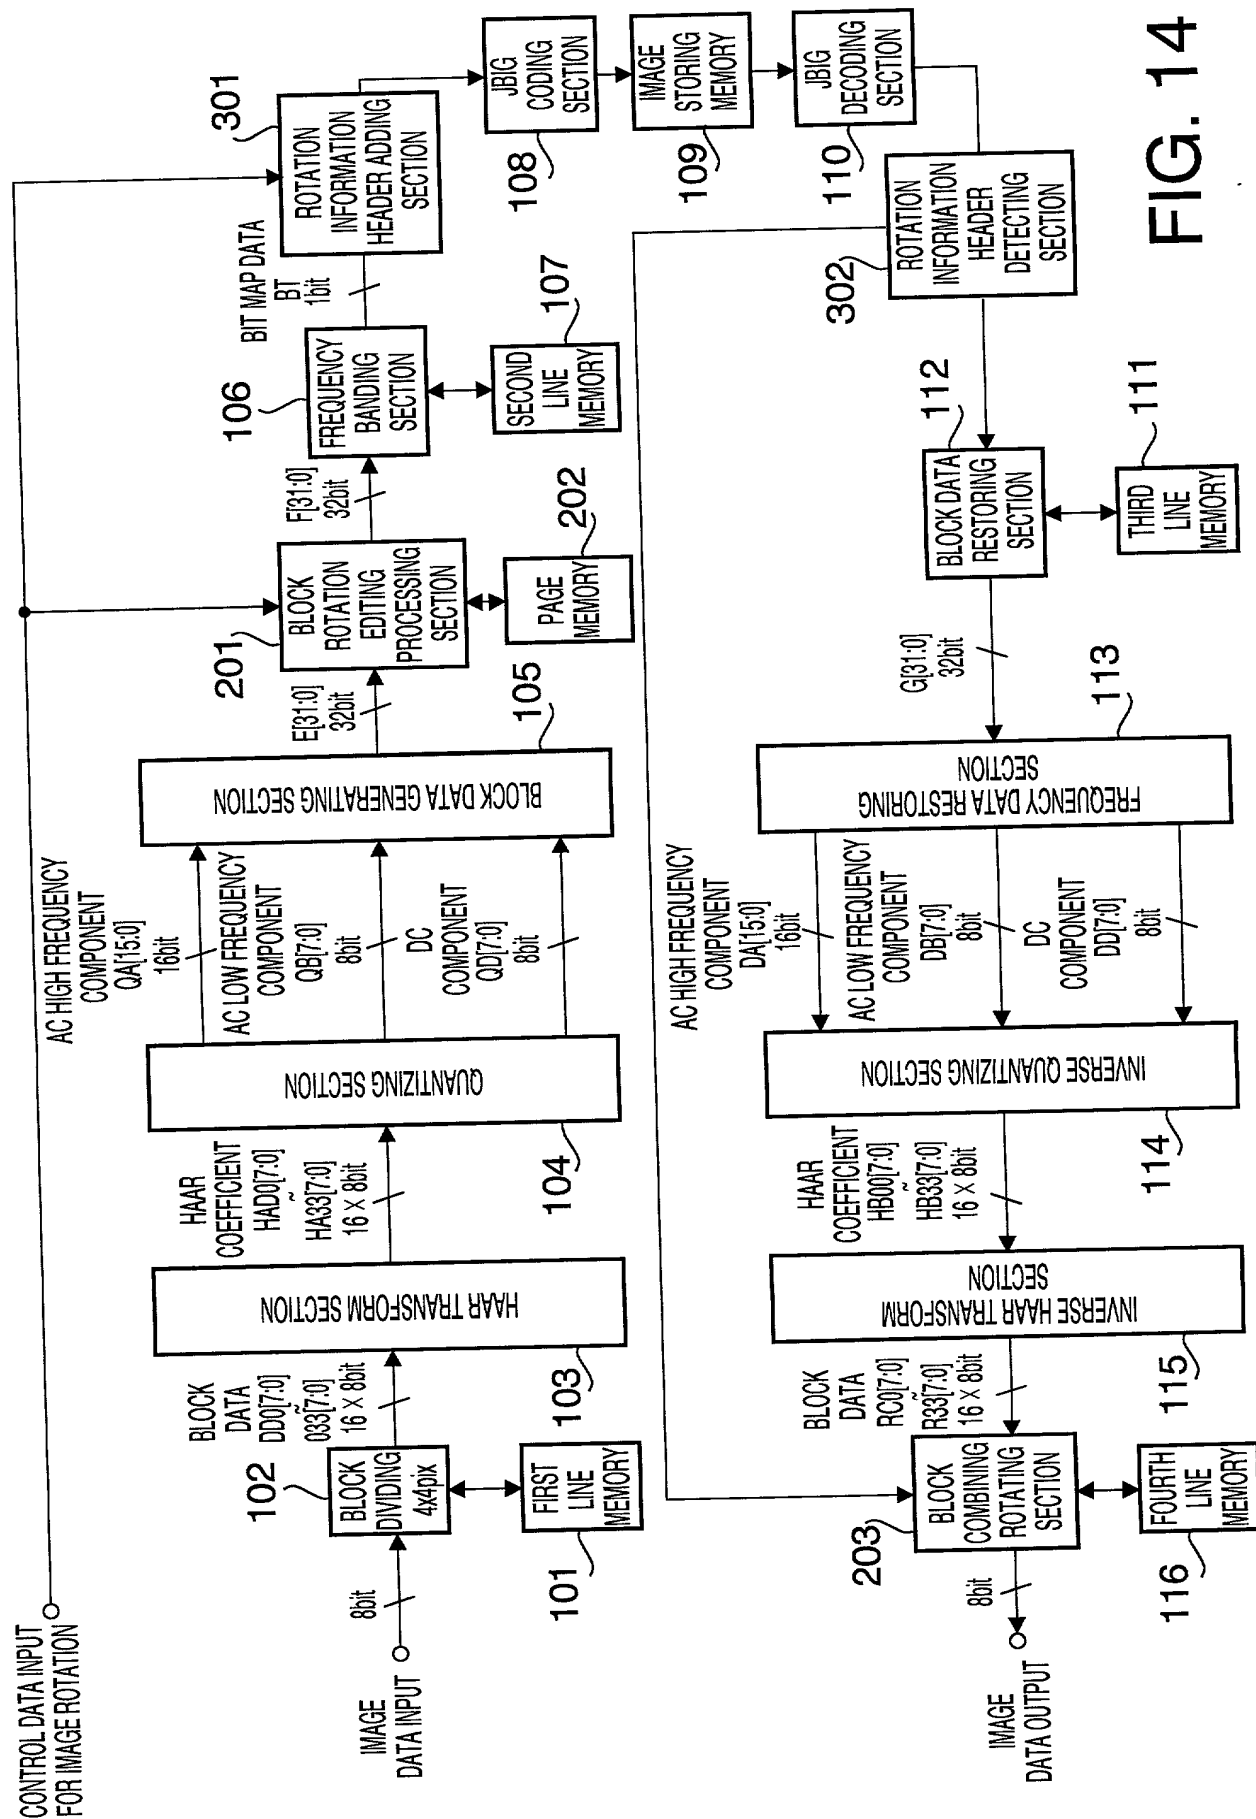 CONTROL DATA INPUT
FOR IMAGE ROTATION
IMAGE
DATA INPUT
8bit
102
BLOCK
DIVIDING
4x4pix
FIRST
LINE
MEMORY
101
BLOCK
DATA
DD0[7:0]
~
033[7:0]
16 × 8bit
HAAR TRANSFORM SECTION
103
HAAR
COEFFICIENT
HAD0[7:0]
~
HA33[7:0]
16 × 8bit
QUANTIZING SECTION
104
AC HIGH FREQUENCY
COMPONENT
QA[15:0]
16bit
AC LOW FREQUENCY
COMPONENT
QB[7:0]
8bit
DC
COMPONENT
QD[7:0]
8bit
BLOCK DATA GENERATING SECTION
105
E[31:0]
32bit
201
BLOCK
ROTATION
EDITING
PROCESSING
SECTION
PAGE
MEMORY
202
F[31:0]
32bit
106
FREQUENCY
BANDING
SECTION
SECOND
LINE
MEMORY
107
BIT MAP DATA
BT
1bit
301
ROTATION
INFORMATION
HEADER ADDING
SECTION
JBIG
CODING
SECTION
108
IMAGE
STORING
MEMORY
109
JBIG
DECODING
SECTION
110
302
ROTATION
INFORMATION
HEADER
DETECTING
SECTION
112
BLOCK DATA
RESTORING
SECTION
THIRD
LINE
MEMORY
111
G[31:0]
32bit
FREQUENCY DATA RESTORING
SECTION
113
AC HIGH FREQUENCY
COMPONENT
DA[15:0]
16bit
AC LOW FREQUENCY
COMPONENT
DB[7:0]
8bit
DC
COMPONENT
DD[7:0]
8bit
INVERSE QUANTIZING SECTION
114
HAAR
COEFFICIENT
HB00[7:0]
~
HB33[7:0]
16 × 8bit
INVERSE HAAR TRANSFORM
SECTION
115
BLOCK
DATA
RC0[7:0]
~
R33[7:0]
16 × 8bit
203
BLOCK
COMBINING
ROTATING
SECTION
FOURTH
LINE
MEMORY
116
8bit
IMAGE
DATA OUTPUT
FIG. 14